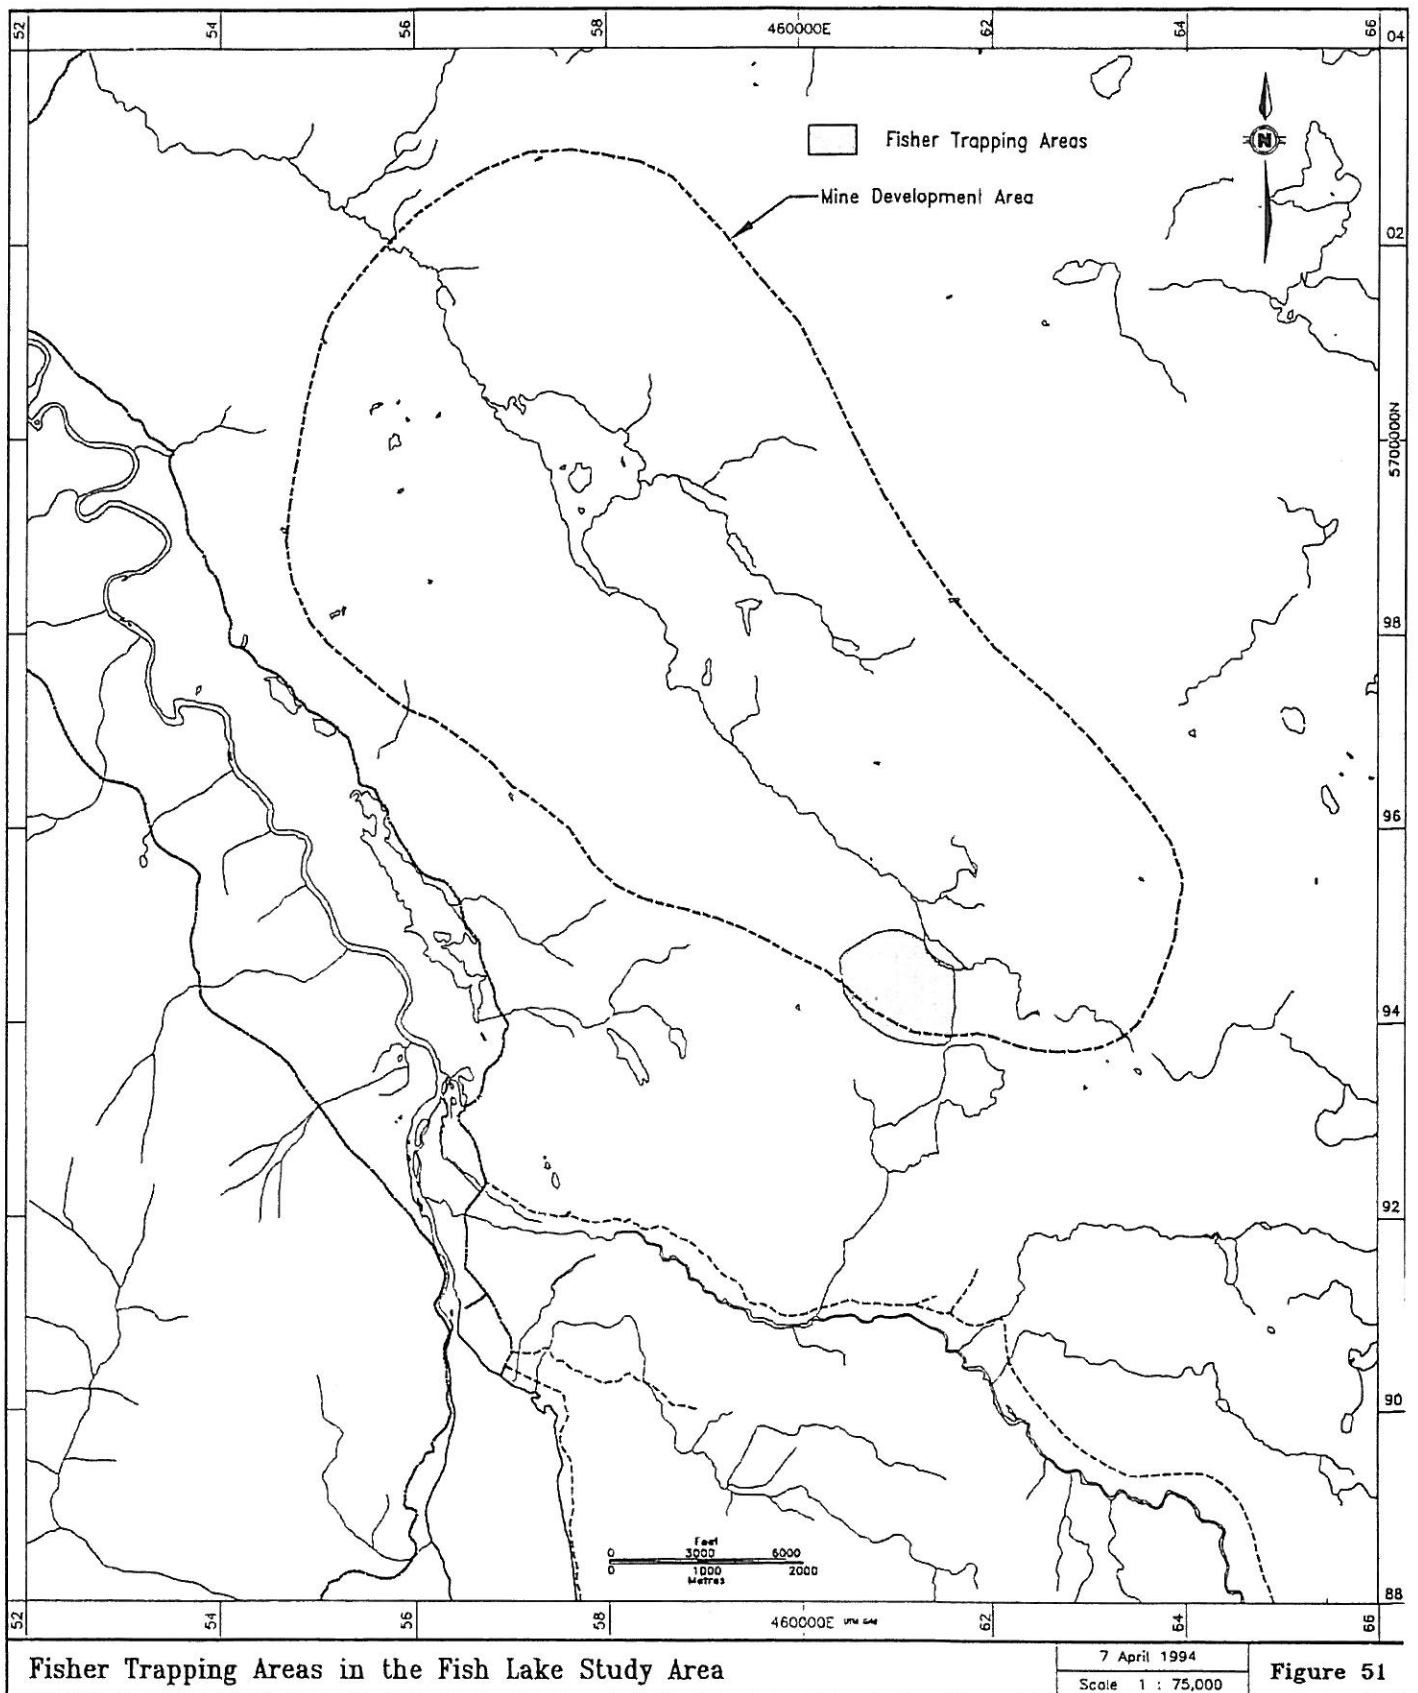 52
54
56
58
460000E
62
64
66
04
Fisher Trapping Areas
N
Mine Development Area
02
5700000N
98
96
94
92
90
Feet
0 3000 6000
0 1000 2000
Metres
88
52
54
56
58
460000E
62
64
66
Fisher Trapping Areas in the Fish Lake Study Area
7 April 1994
Scale 1 : 75,000
Figure 51